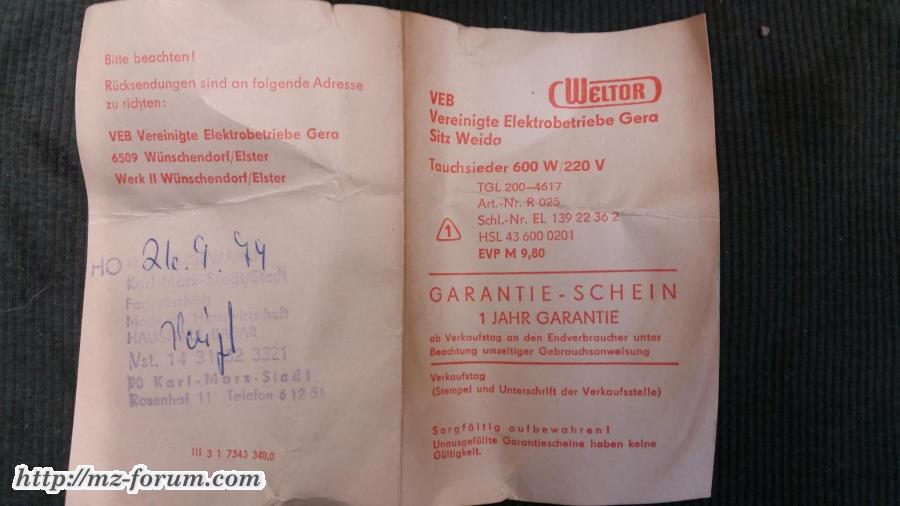 Bitte beachten!
Rücksendungen sind an folgende Adresse
zu richten:
VEB Vereinigte Elektrobetriebe Gera
6509 Wünschendorf/Elster
Werk II Wünschendorf/Elster
HO
Karl-Marx-Stadt/Stadt
Vst. 14 31 3321
90 Karl-Marx-Stadt
Rosenhof 11 Telefon 6 12 51
III 3 1 7343 340,0
WELTOR
VEB
Vereinigte Elektrobetriebe Gera
Sitz Weida
Tauchsieder 600 W/220 V
TGL 200-4617
Art.-Nr. R 025
Schl.-Nr. EL 139 22 36 2
1
HSL 43 600 0201
EVP M 9,80
GARANTIE-SCHEIN
1 JAHR GARANTIE
ab Verkaufstag an den Endverbraucher unter
Beachtung umseitiger Gebrauchsanweisung
Verkaufstag
(Stempel und Unterschrift der Verkaufsstelle)
Sorgfältig aufbewahren!
Unausgefüllte Garantiescheine haben keine
Gültigkeit.
http://mz-forum.com